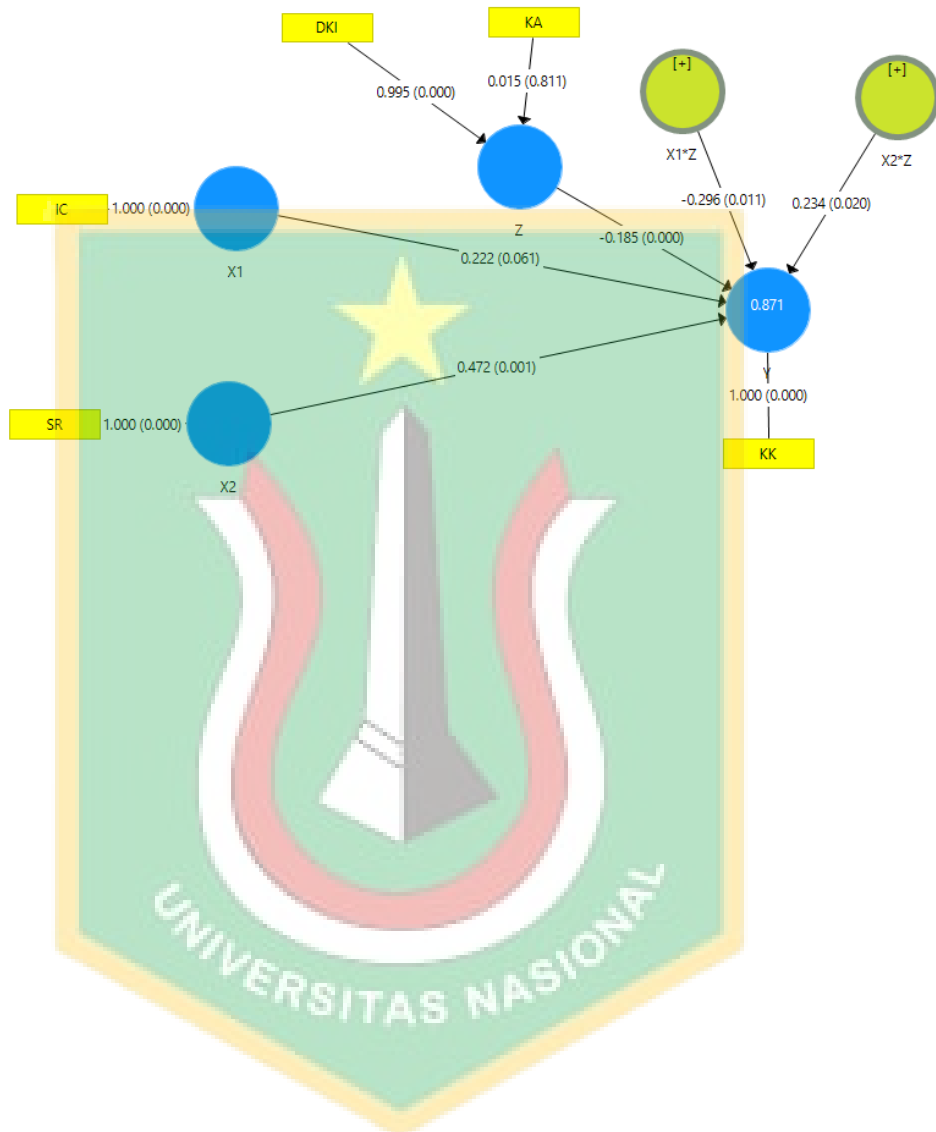 DKI
KA
[+]
[+]
0.995 (0.000)
0.015 (0.811)
X1*Z
X2*Z
IC
1.000 (0.000)
-0.296 (0.011)
0.234 (0.020)
Z
-0.185 (0.000)
0.222 (0.061)
X1
0.871
0.472 (0.001)
Y
1.000 (0.000)
SR
1.000 (0.000)
KK
X2
UNIVERSITAS NASIONAL